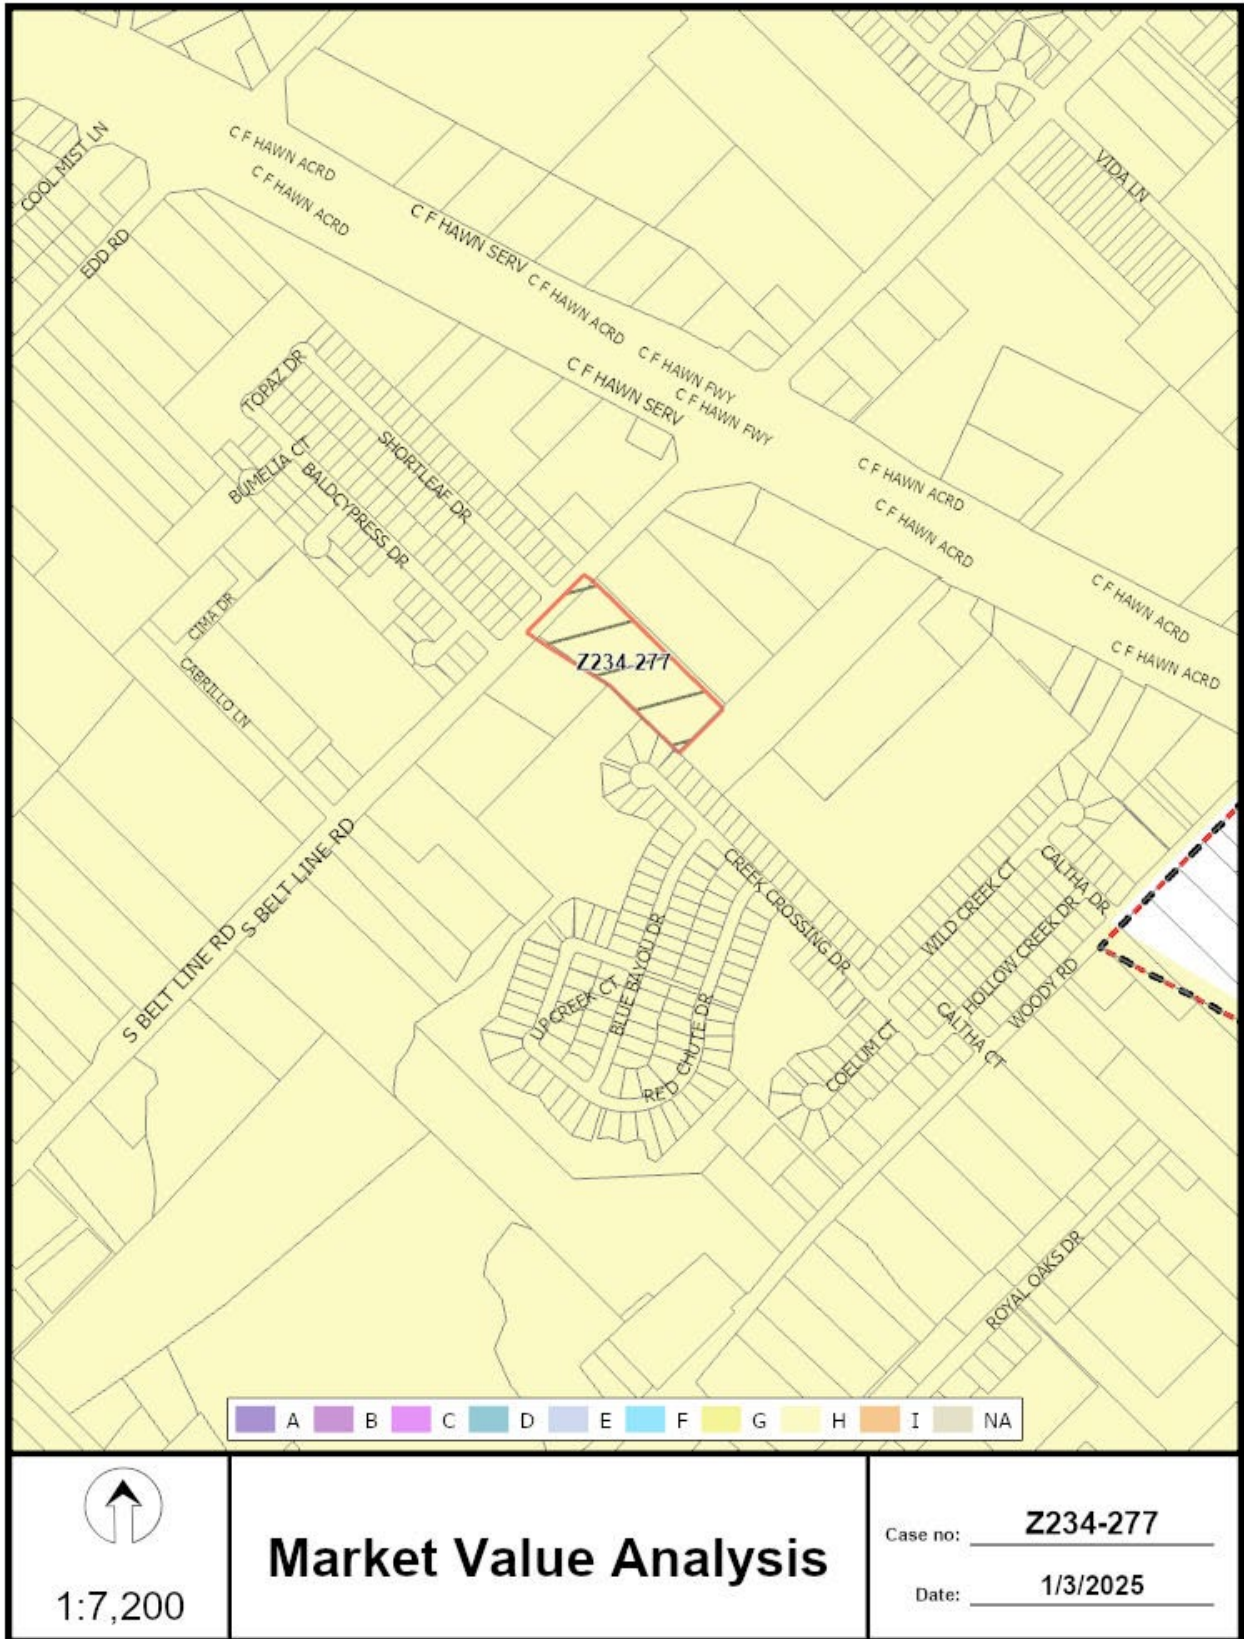 C F HAWN ACRD
C F HAWN ACRD
COOL MIST LN
VIDA LN
EDD RD
C F HAWN SERV
C F HAWN ACRD
C F HAWN FWY
C F HAWN FWY
C F HAWN SERV
TOPAZ DR
SHORTLEAF DR
BUMELIA CT
BALDCYPRESS DR
C F HAWN ACRD
C F HAWN ACRD
C F HAWN ACRD
C F HAWN ACRD
CIMA DR
CABRILLO LN
Z234-277
S BELT LINE RD
S BELT LINE RD
CREEK CROSSING DR
WILD CREEK CT
CALTHA DR
HOLLOW CREEK DR
WOODY RD
CALTHA CT
COELUM CT
BLUE BAYOU DR
UPCREEK CT
RED CHUTE DR
ROYAL OAKS DR
A B C D E F G H I NA
1:7,200
Market Value Analysis
Case no: Z234-277
Date: 1/3/2025